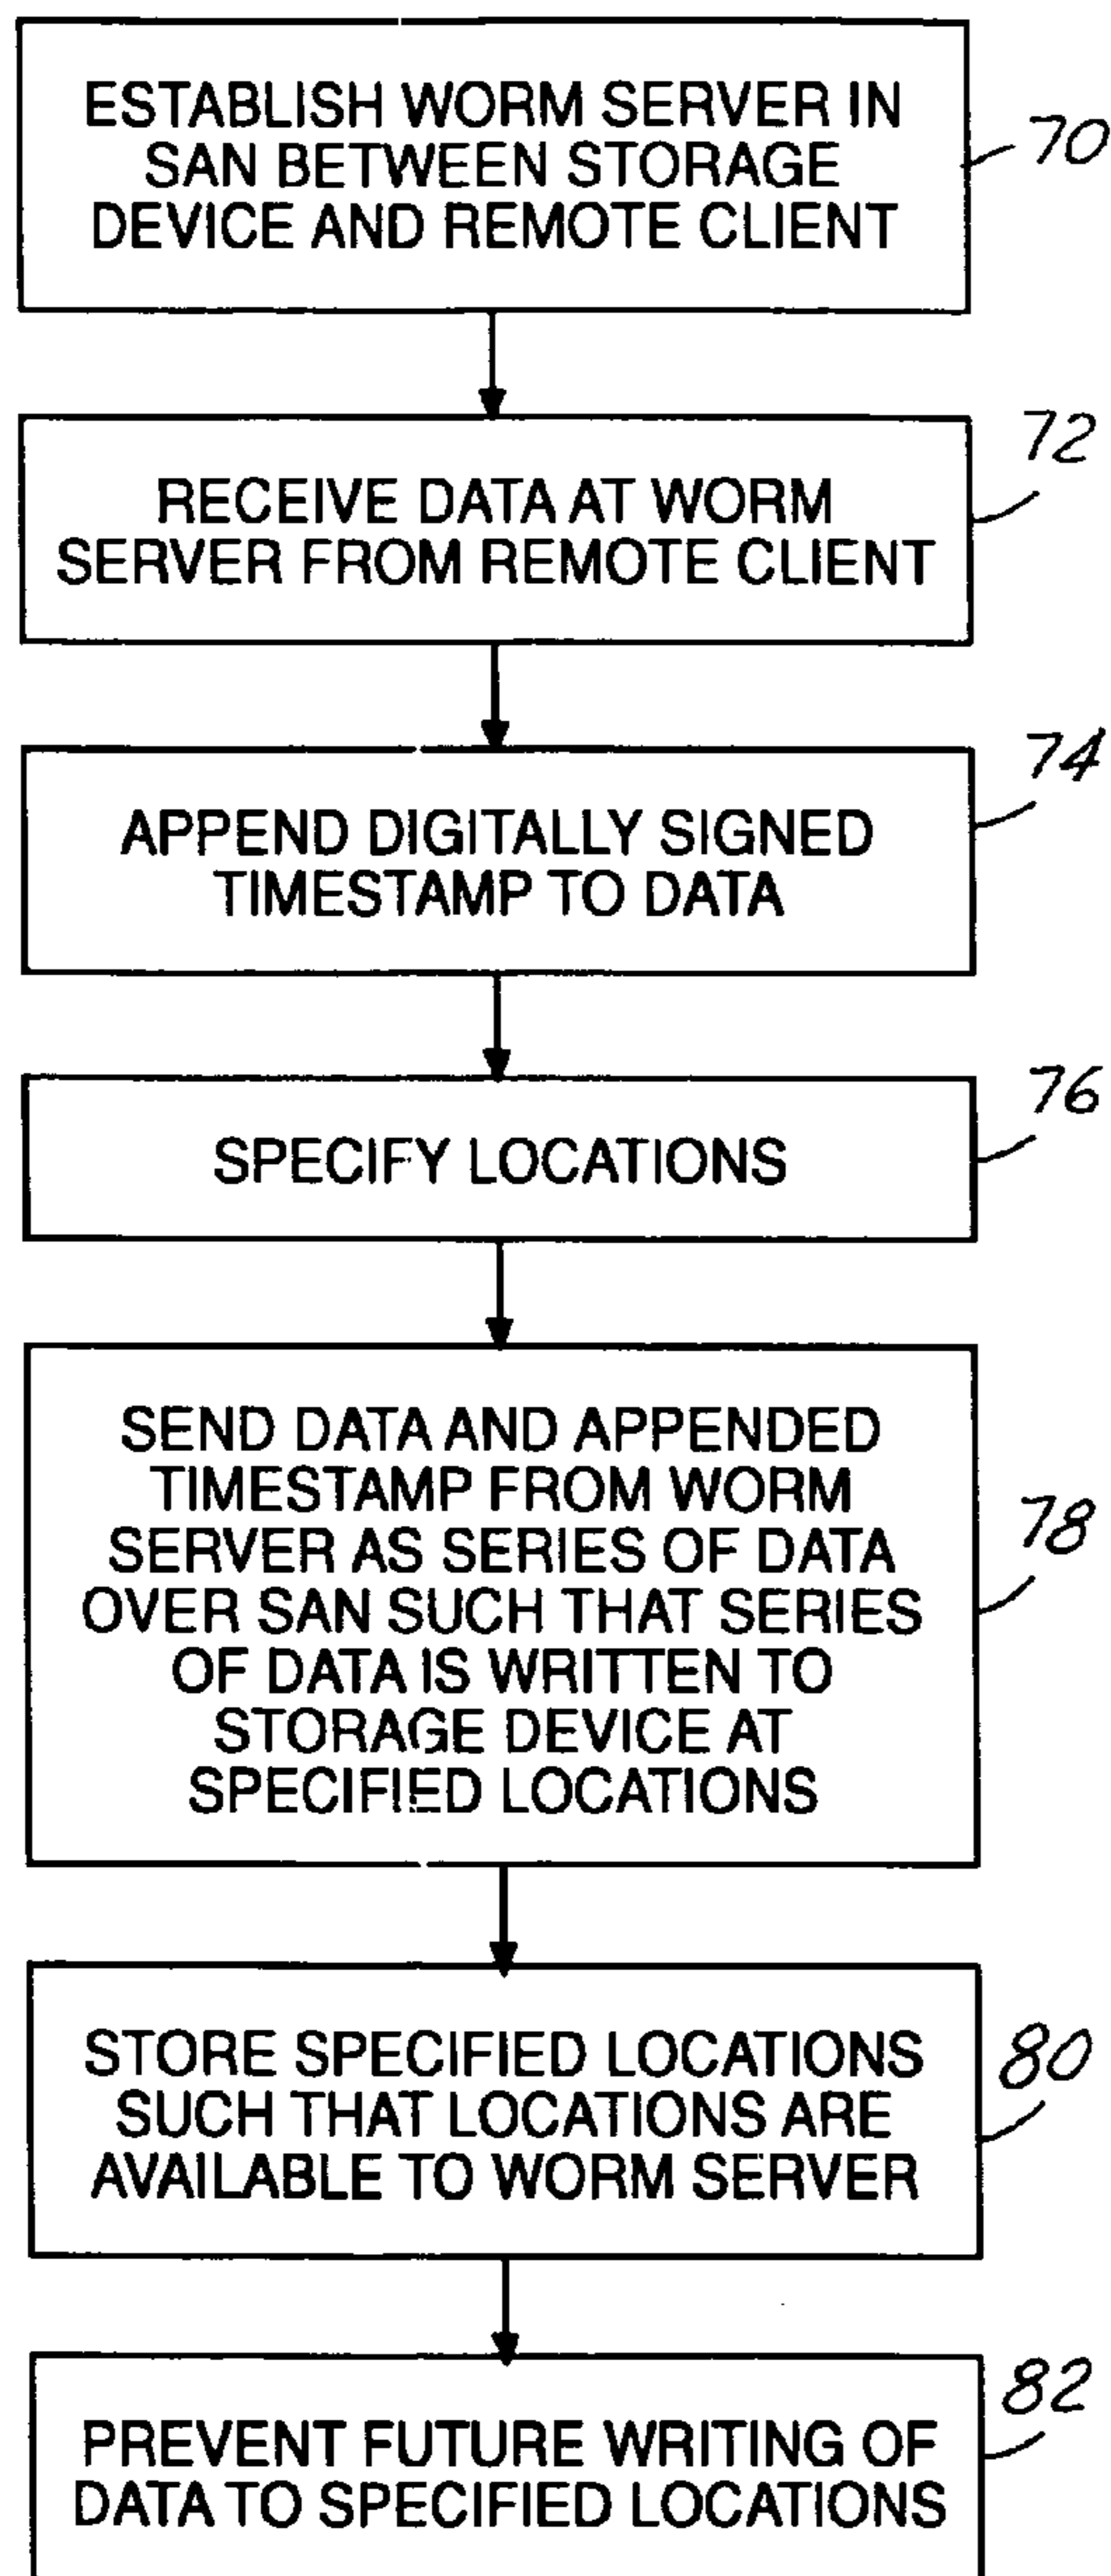 ESTABLISH WORM SERVER IN
SAN BETWEEN STORAGE
DEVICE AND REMOTE CLIENT
70
RECEIVE DATA AT WORM
SERVER FROM REMOTE CLIENT
72
APPEND DIGITALLY SIGNED
TIMESTAMP TO DATA
74
SPECIFY LOCATIONS
76
SEND DATA AND APPENDED
TIMESTAMP FROM WORM
SERVER AS SERIES OF DATA
OVER SAN SUCH THAT SERIES
OF DATA IS WRITTEN TO
STORAGE DEVICE AT
SPECIFIED LOCATIONS
78
STORE SPECIFIED LOCATIONS
SUCH THAT LOCATIONS ARE
AVAILABLE TO WORM SERVER
80
PREVENT FUTURE WRITING OF
DATA TO SPECIFIED LOCATIONS
82